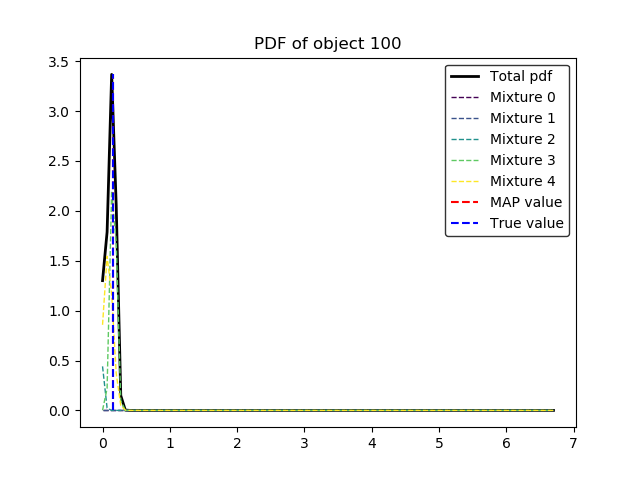 PDF of object 100
3.5
3.0
2.5
2.0
1.5
1.0
0.5
0.0
0 1 2 3 4 5 6 7
Total pdf
Mixture 0
Mixture 1
Mixture 2
Mixture 3
Mixture 4
MAP value
True value